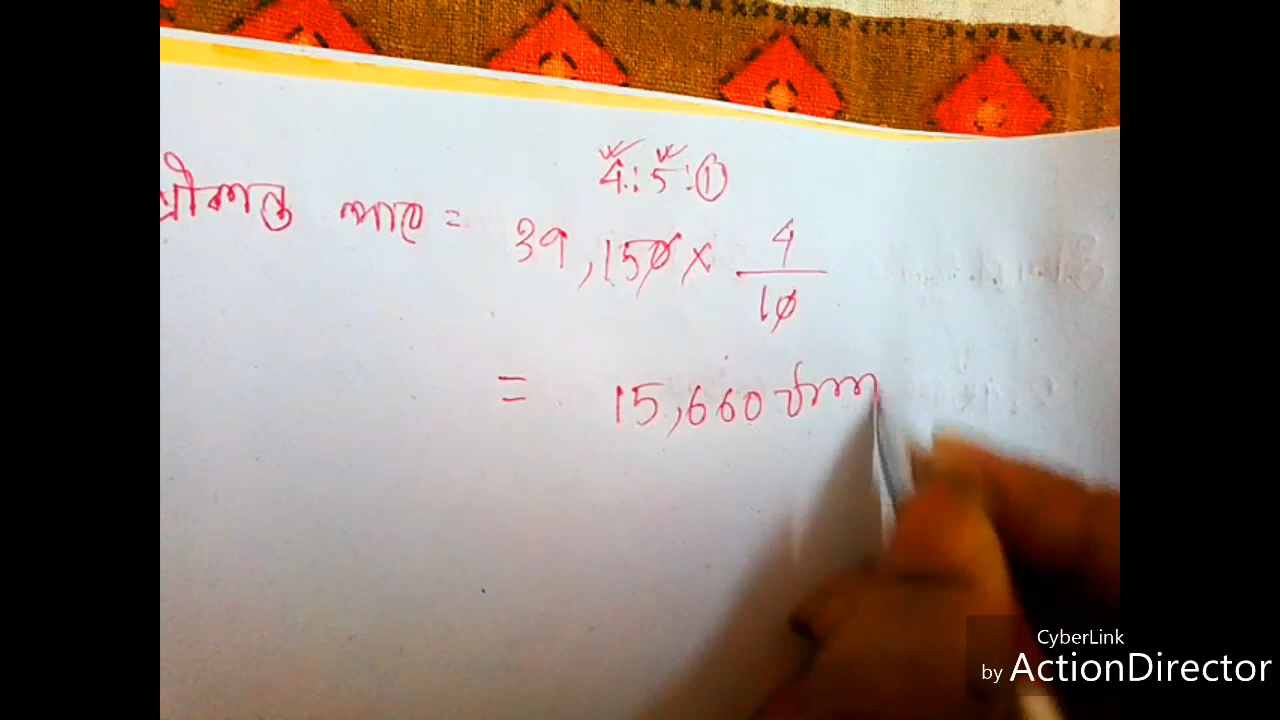 4 : 5 : 1
শ্রীকান্ত পাবে = 39,150 × 4/10
= 15,660 টাকা
CyberLink
by ActionDirector